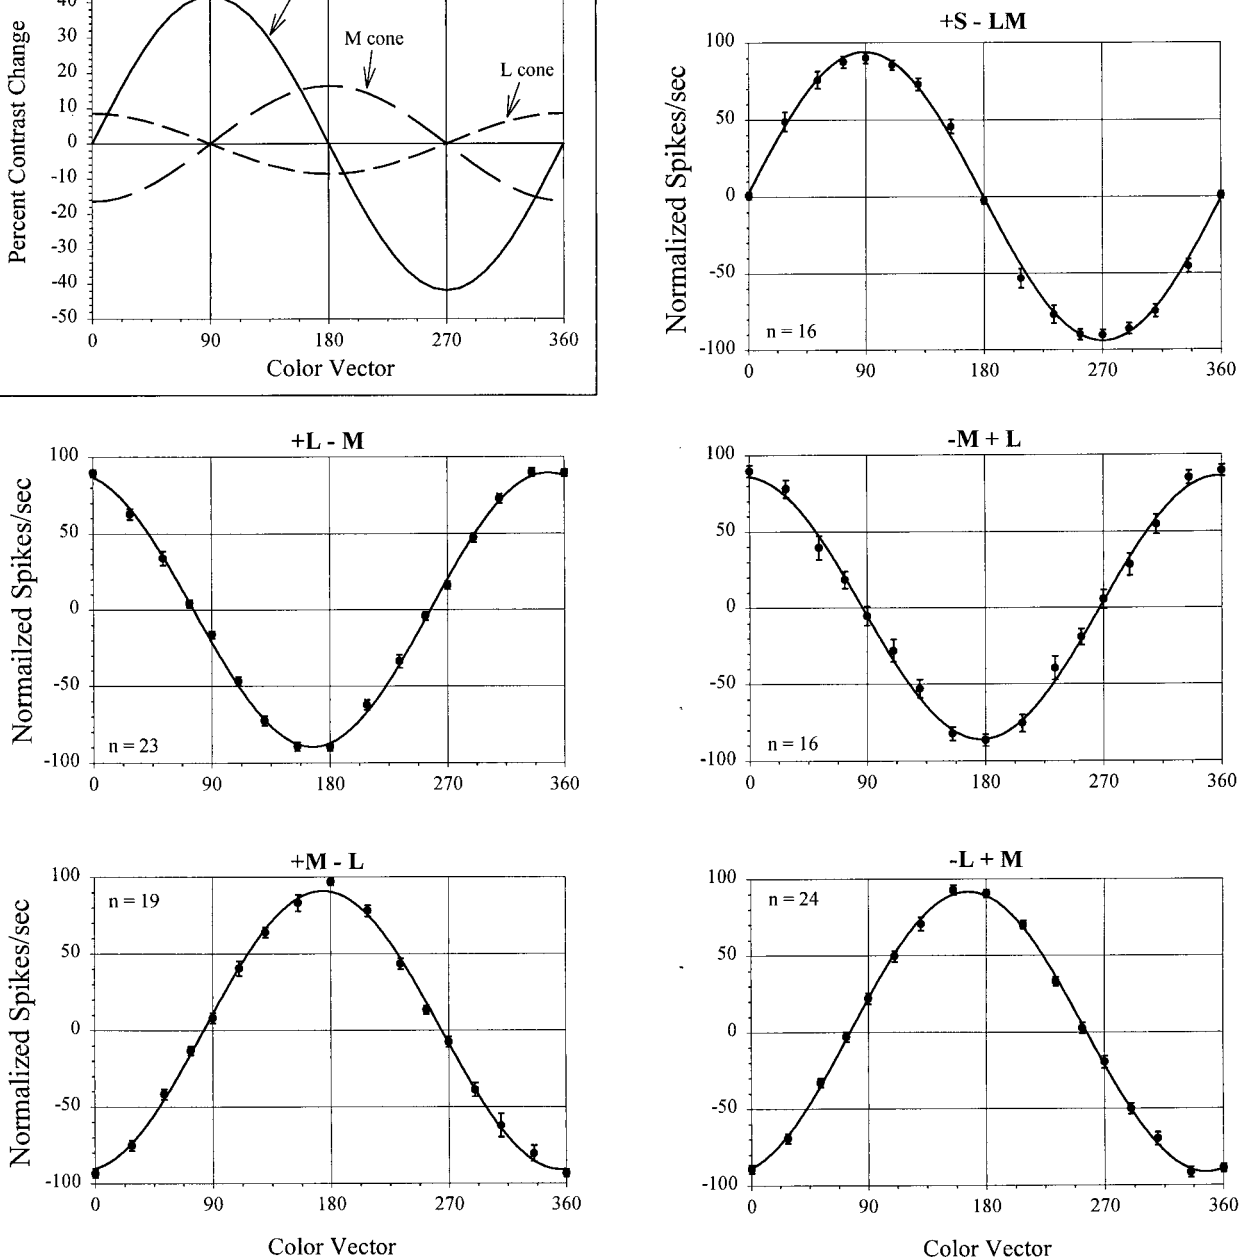 40
30
20
10
0
-10
-20
-30
-40
-50
Percent Contrast Change
M cone
L cone
0 90 180 270 360
Color Vector
+S - LM
100
50
0
-50
-100
Normalized Spikes/sec
n = 16
0 90 180 270 360
+L - M
100
50
0
-50
-100
Normailzed Spikes/sec
n = 23
0 90 180 270 360
-M + L
100
50
0
-50
-100
n = 16
0 90 180 270 360
+M - L
100
50
0
-50
-100
Normalized Spikes/sec
n = 19
0 90 180 270 360
Color Vector
-L + M
100
50
0
-50
-100
n = 24
0 90 180 270 360
Color Vector